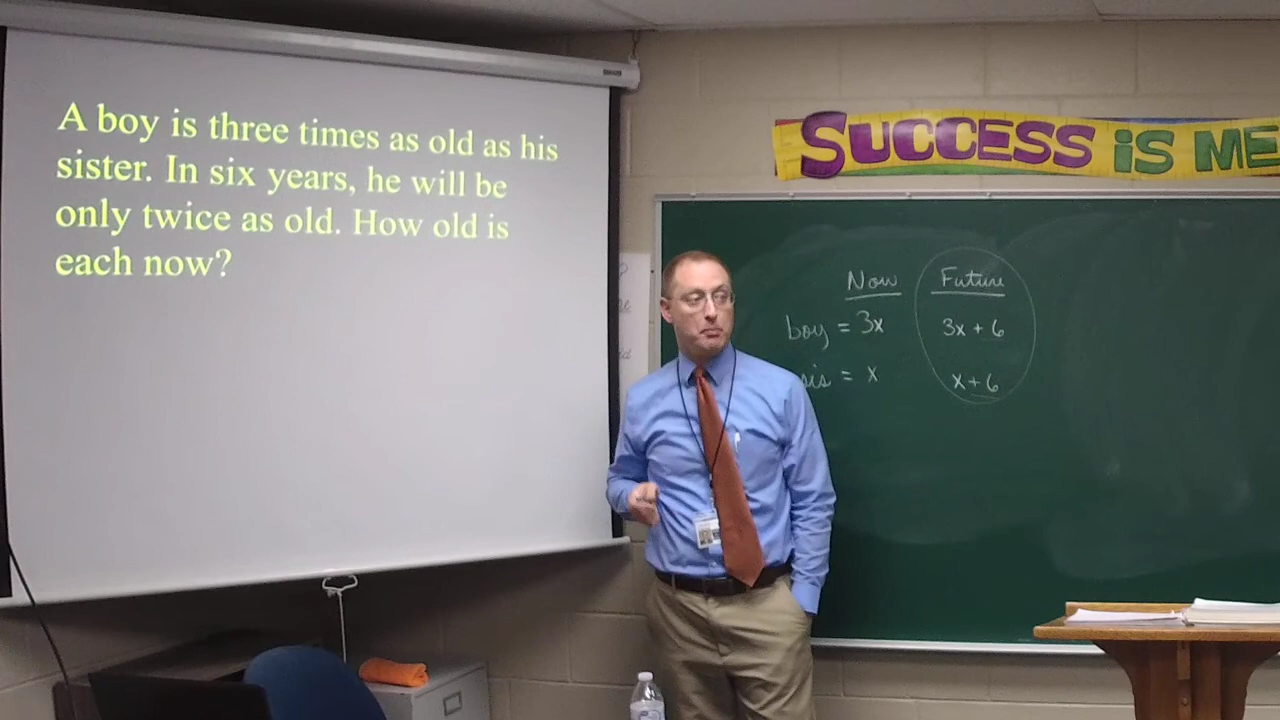 A boy is three times as old as his
sister. In six years, he will be
only twice as old. How old is
each now?
SUCCESS iS ME
Now Future
boy = 3x 3x + 6
sis = x x + 6